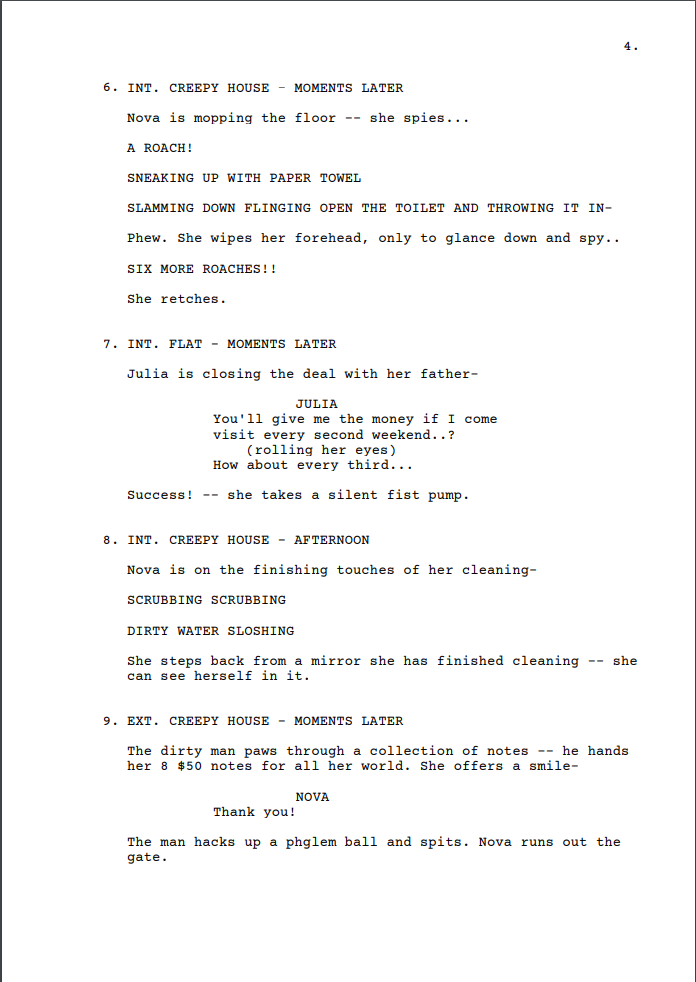 4.
6. INT. CREEPY HOUSE - MOMENTS LATER
Nova is mopping the floor -- she spies...
A ROACH!
SNEAKING UP WITH PAPER TOWEL
SLAMMING DOWN FLINGING OPEN THE TOILET AND THROWING IT IN-
Phew. She wipes her forehead, only to glance down and spy..
SIX MORE ROACHES!!
She retches.
7. INT. FLAT - MOMENTS LATER
Julia is closing the deal with her father-
JULIA
You'll give me the money if I come
visit every second weekend..?
(rolling her eyes)
How about every third...
Success! -- she takes a silent fist pump.
8. INT. CREEPY HOUSE - AFTERNOON
Nova is on the finishing touches of her cleaning-
SCRUBBING SCRUBBING
DIRTY WATER SLOSHING
She steps back from a mirror she has finished cleaning -- she
can see herself in it.
9. EXT. CREEPY HOUSE - MOMENTS LATER
The dirty man paws through a collection of notes -- he hands
her 8 $50 notes for all her world. She offers a smile-
NOVA
Thank you!
The man hacks up a phglem ball and spits. Nova runs out the
gate.